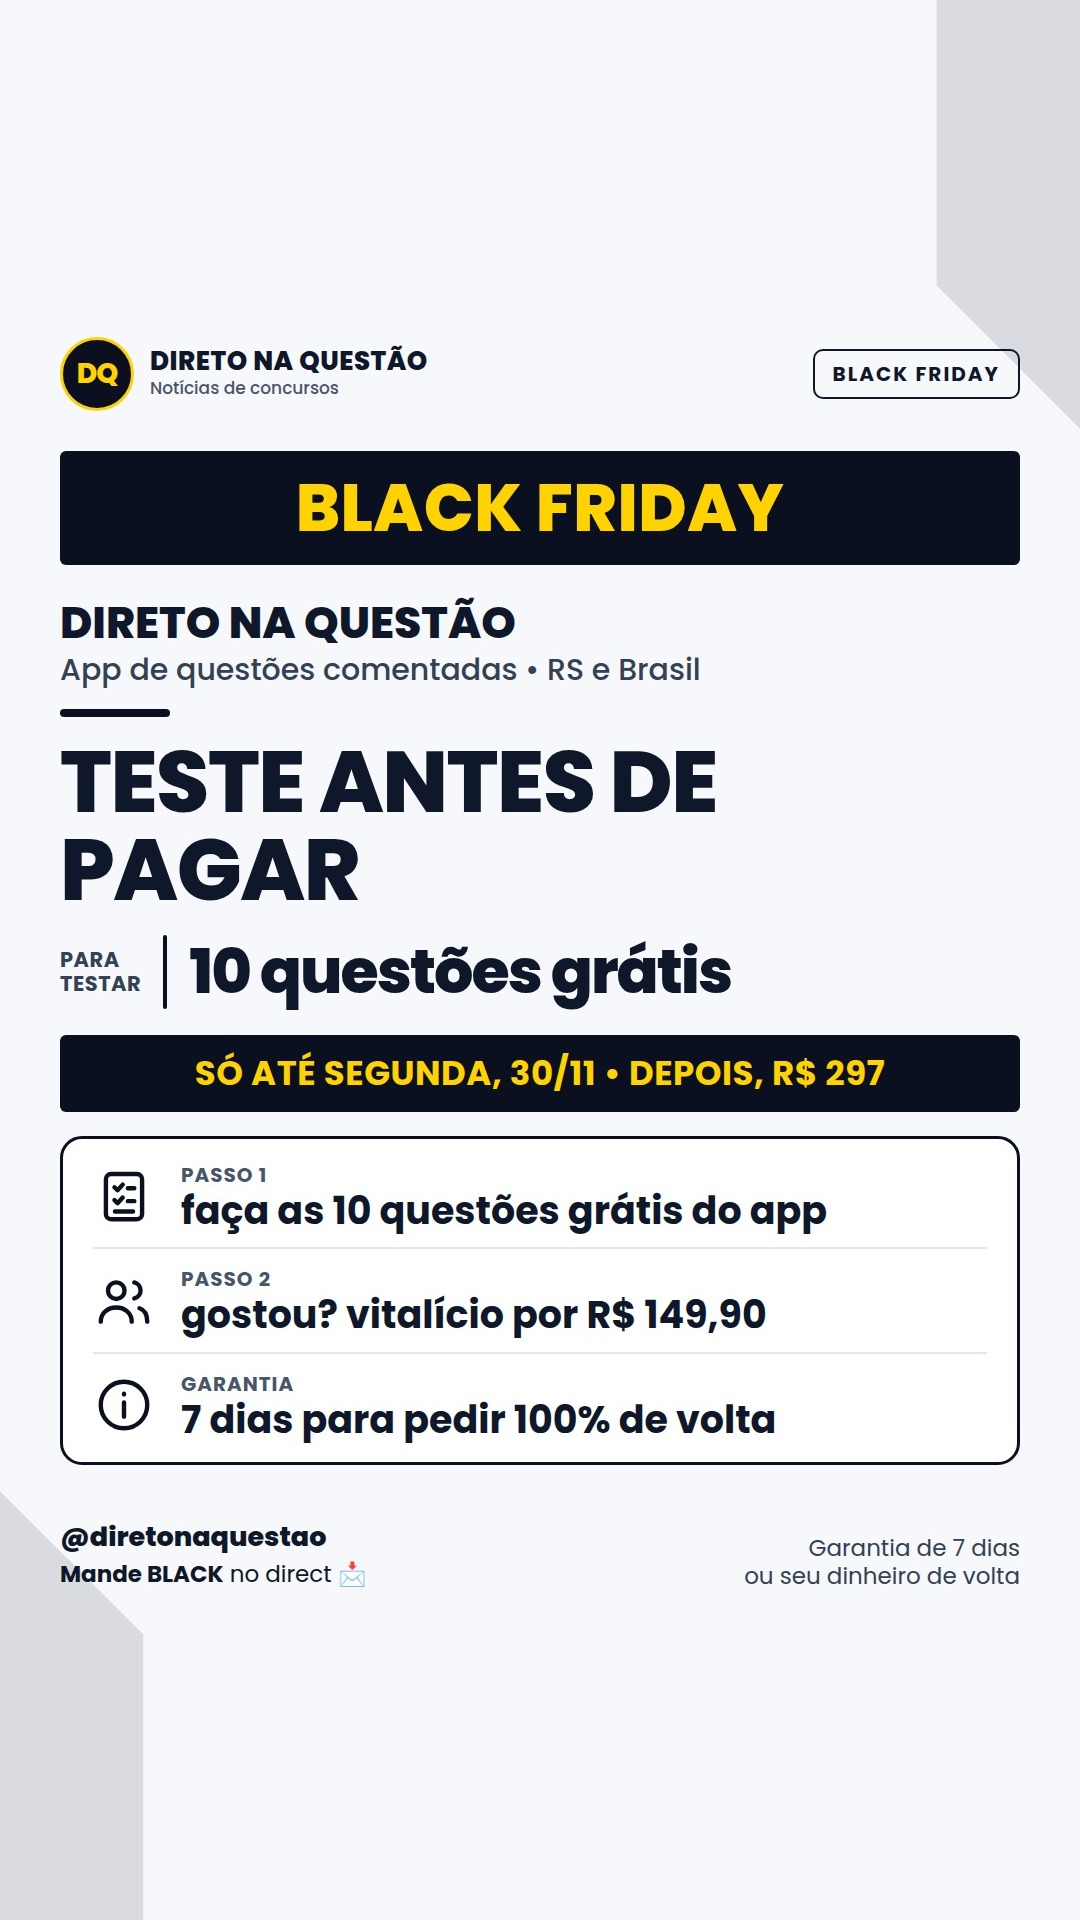 DQ
DIRETO NA QUESTÃO
Notícias de concursos
BLACK FRIDAY
BLACK FRIDAY
DIRETO NA QUESTÃO
App de questões comentadas • RS e Brasil
TESTE ANTES DE
PAGAR
PARA
TESTAR
10 questões grátis
SÓ ATÉ SEGUNDA, 30/11 • DEPOIS, R$ 297
PASSO 1
faça as 10 questões grátis do app
PASSO 2
gostou? vitalício por R$ 149,90
GARANTIA
7 dias para pedir 100% de volta
@diretonaquestao
Mande BLACK no direct 📩
Garantia de 7 dias
ou seu dinheiro de volta